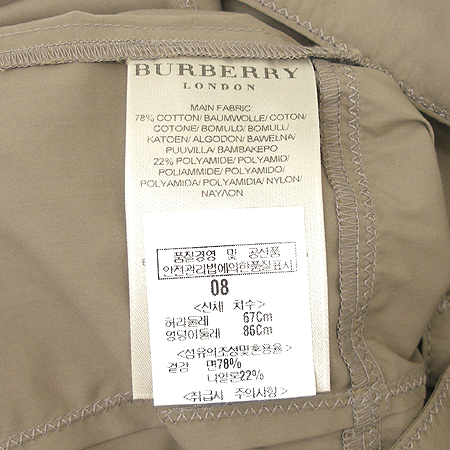 BURBERRY
LONDON
MAIN FABRIC:
78% COTTON/ BAUMWOLLE/ COTON/
COTONE/ BOMULD/ BOMULL/
KATOEN/ ALGODON/ BAWEŁNA/
PUUVILLA/ ΒΑΜΒΑΚΕΡΟ
22% POLYAMIDE/ POLYAMID/
POLIAMMIDE/ POLYAMIDO/
POLYAMIDA/ POLYAMIDIA/ NYLON/
NAYΛON
품질경영 및 공산품
안전관리법에의한품질표시
08
<신체 치수>
허리둘레 67Cm
엉덩이둘레 86Cm
<섬유의조성및혼용율>
겉감 면78%
나일론22%
<취급시 주의사항>